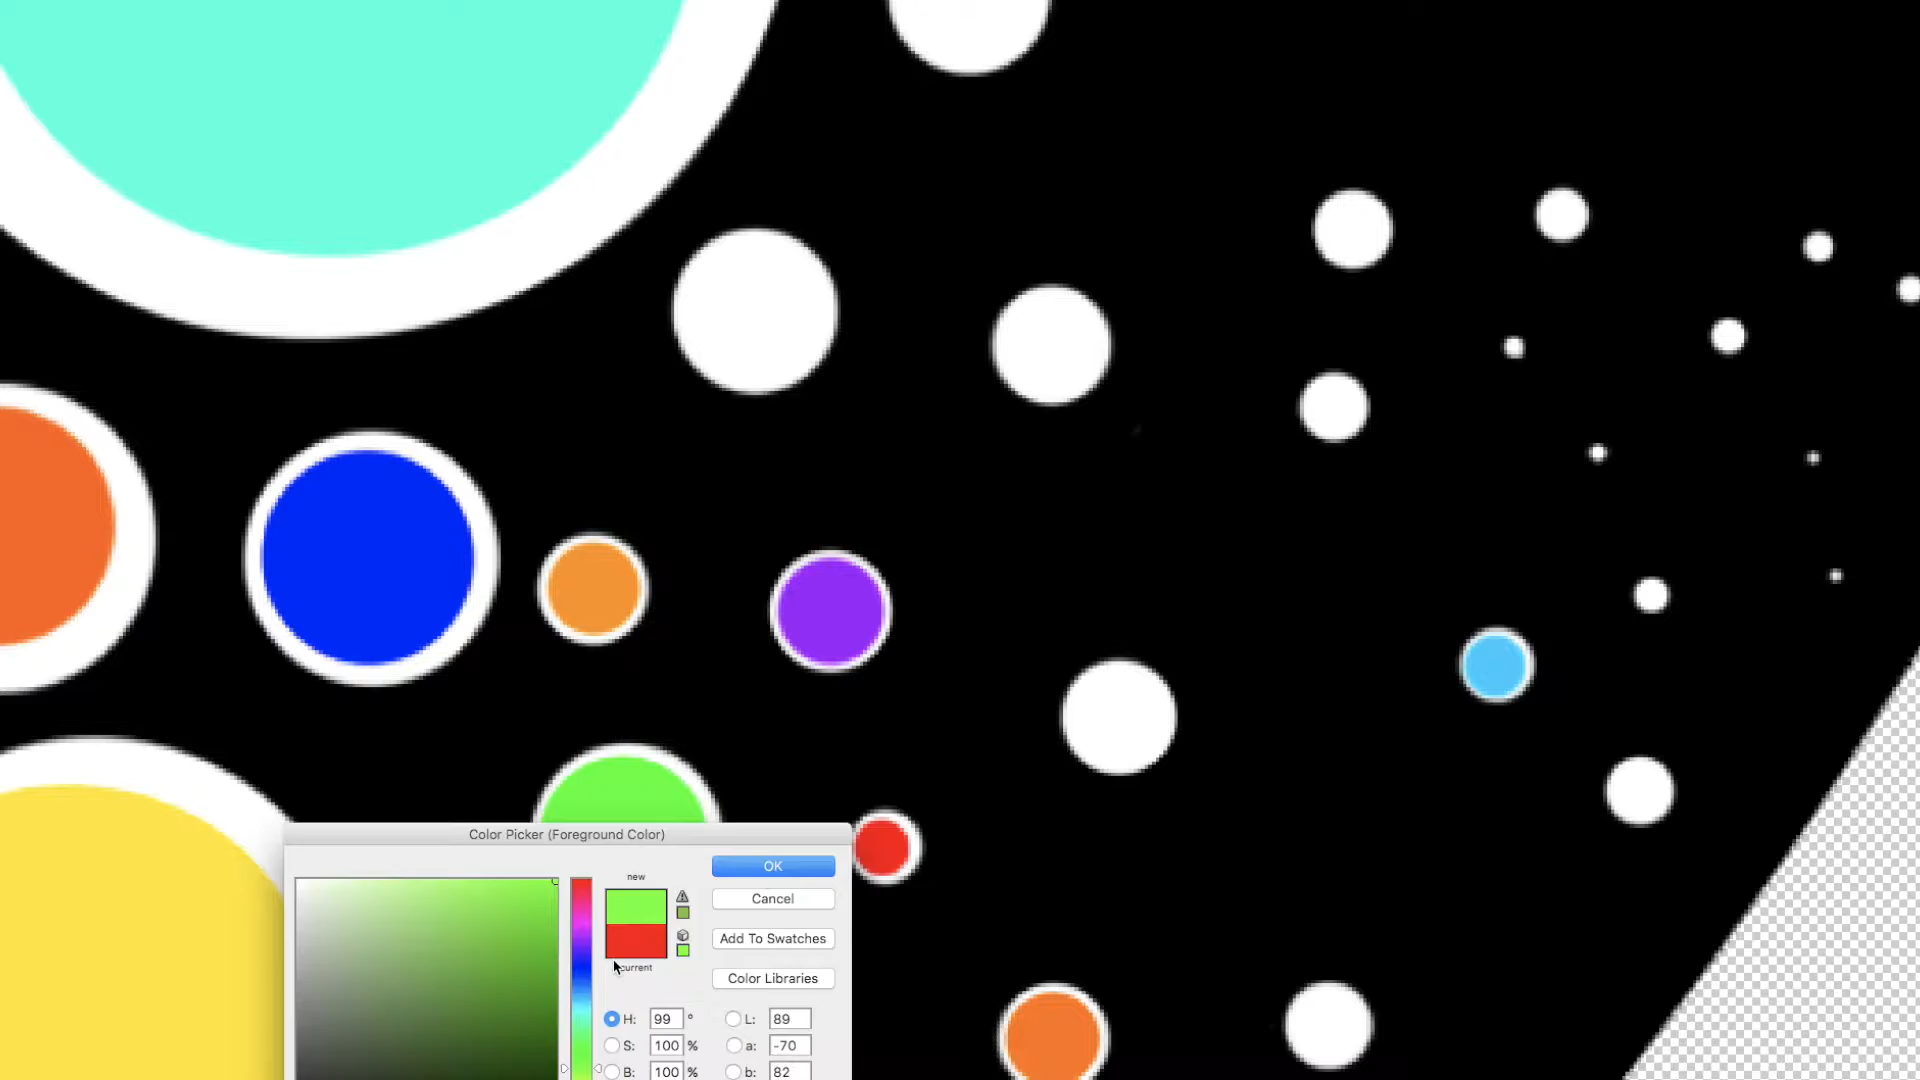 Color Picker (Foreground Color)
new
OK
Cancel
Add To Swatches
current
Color Libraries
H: 99 ° L: 89
S: 100 % a: -70
B: 100 % b: 82